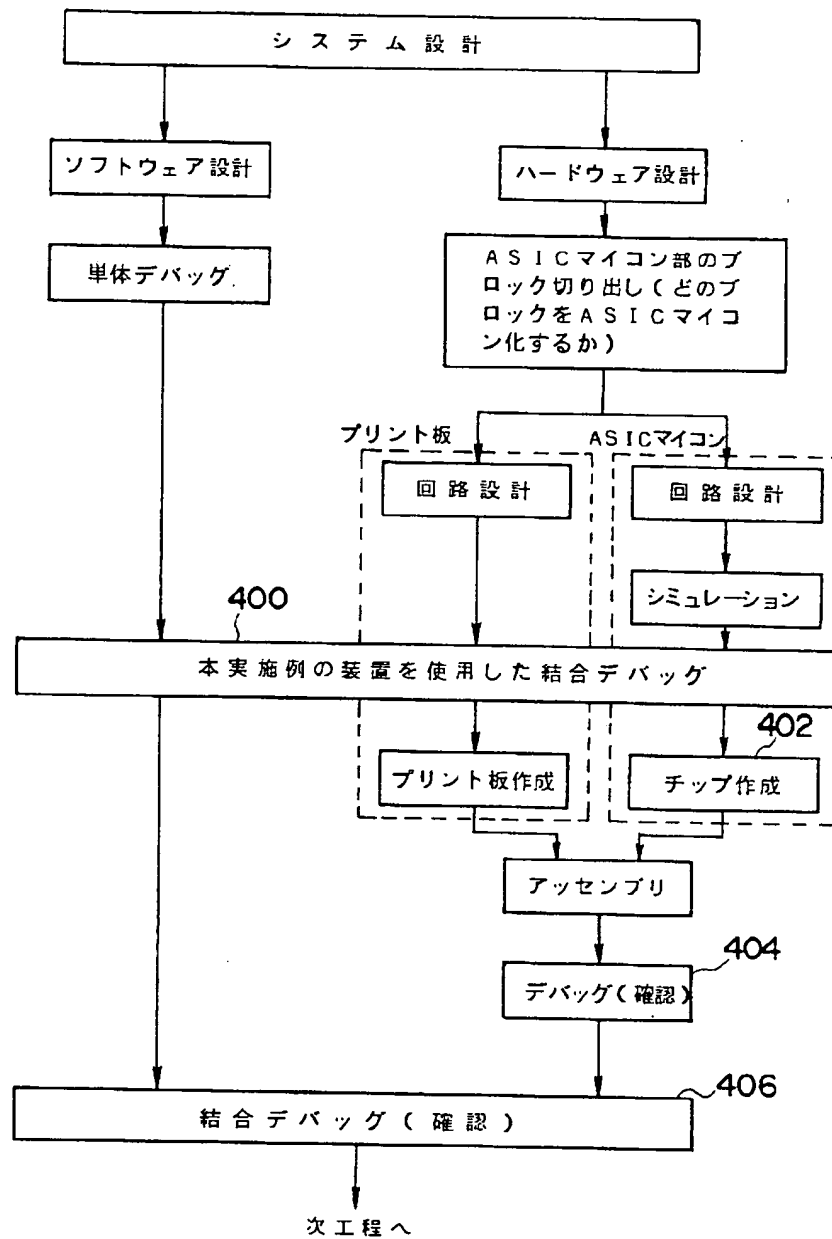 システム設計
ソフトウェア設計
ハードウェア設計
単体デバッグ
ASICマイコン部のブ
ロック切り出し(どのブ
ロックをASICマイコ
ン化するか)
プリント板
ASICマイコン
回路設計
回路設計
シミュレーション
400
本実施例の装置を使用した結合デバッグ
402
プリント板作成
チップ作成
アッセンブリ
404
デバッグ(確認)
406
結合デバッグ(確認)
次工程へ